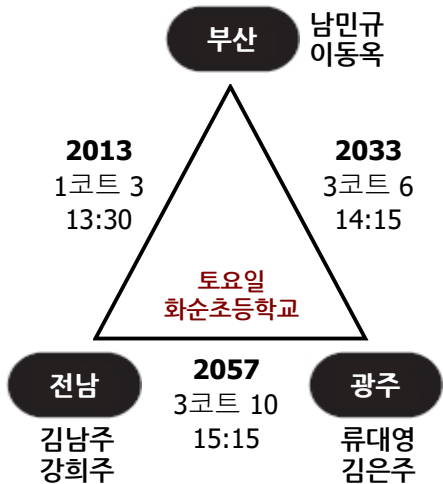 부산
남민규
이동옥
2013
1코트 3
13:30
2033
3코트 6
14:15
토요일
화순초등학교
전남
김남주
강희주
2057
3코트 10
15:15
광주
류대영
김은주